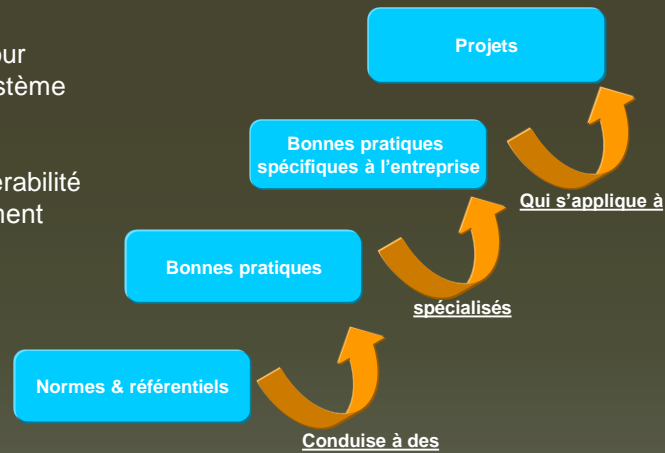 Projets
Bonnes pratiques
spécifiques à l'entreprise
Qui s'applique à
Bonnes pratiques
spécialisés
Normes & référentiels
Conduise à des